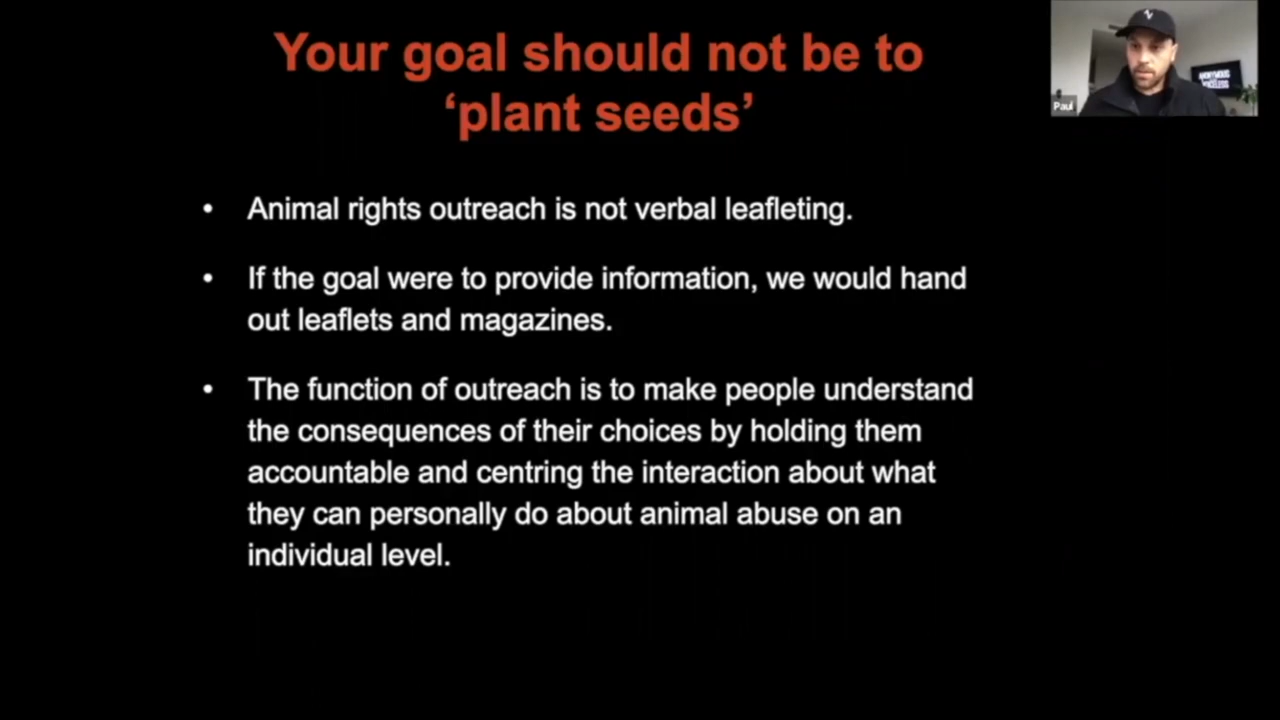 Your goal should not be to
‘plant seeds’
• Animal rights outreach is not verbal leafleting.
• If the goal were to provide information, we would hand
out leaflets and magazines.
• The function of outreach is to make people understand
the consequences of their choices by holding them
accountable and centring the interaction about what
they can personally do about animal abuse on an
individual level.
Paul
ANONYMOUS
VOICELESS